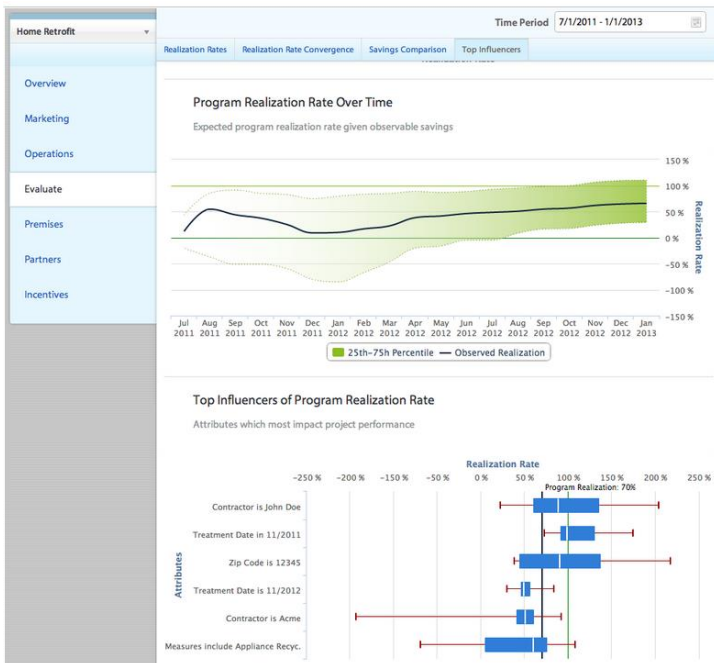 Home Retrofit
Time Period 7/1/2011 - 1/1/2013
Realization Rates Realization Rate Convergence Savings Comparison Top Influencers
Overview
Marketing
Operations
Evaluate
Premises
Partners
Incentives
Program Realization Rate Over Time
Expected program realization rate given observable savings
150 %
100 %
50 %
0 %
-50 %
-100 %
-150 %
Realization Rate
Jul Aug Sep Oct Nov Dec Jan Feb Mar Apr May Jun Jul Aug Sep Oct Nov Dec Jan
2011 2011 2011 2011 2011 2011 2012 2012 2012 2012 2012 2012 2012 2012 2012 2012 2012 2012 2013
25th-75h Percentile Observed Realization
Top Influencers of Program Realization Rate
Attributes which most impact project performance
Realization Rate
-250 % -200 % -150 % -100 % -50 % 0 % 50 % 100 % 150 % 200 % 250 %
Program Realization: 70%
Attributes
Contractor is John Doe
Treatment Date in 11/2011
Zip Code is 12345
Treatment Date is 11/2012
Contractor is Acme
Measures include Appliance Recyc.